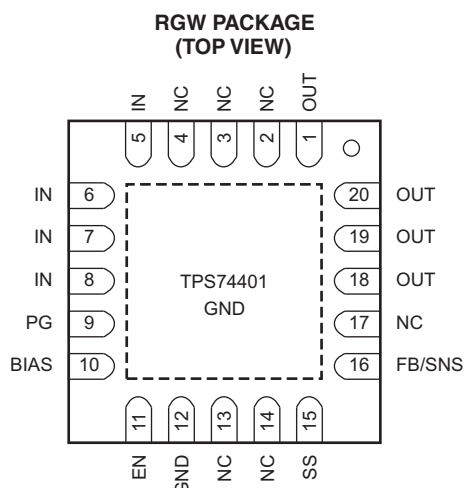 RGW PACKAGE
(TOP VIEW)
IN NC NC NC OUT
5 4 3 2 1
IN 6 20 OUT
IN 7 19 OUT
IN 8 18 OUT
TPS74401
GND
PG 9 17 NC
BIAS 10 16 FB/SNS
11 12 13 14 15
EN GND NC NC SS